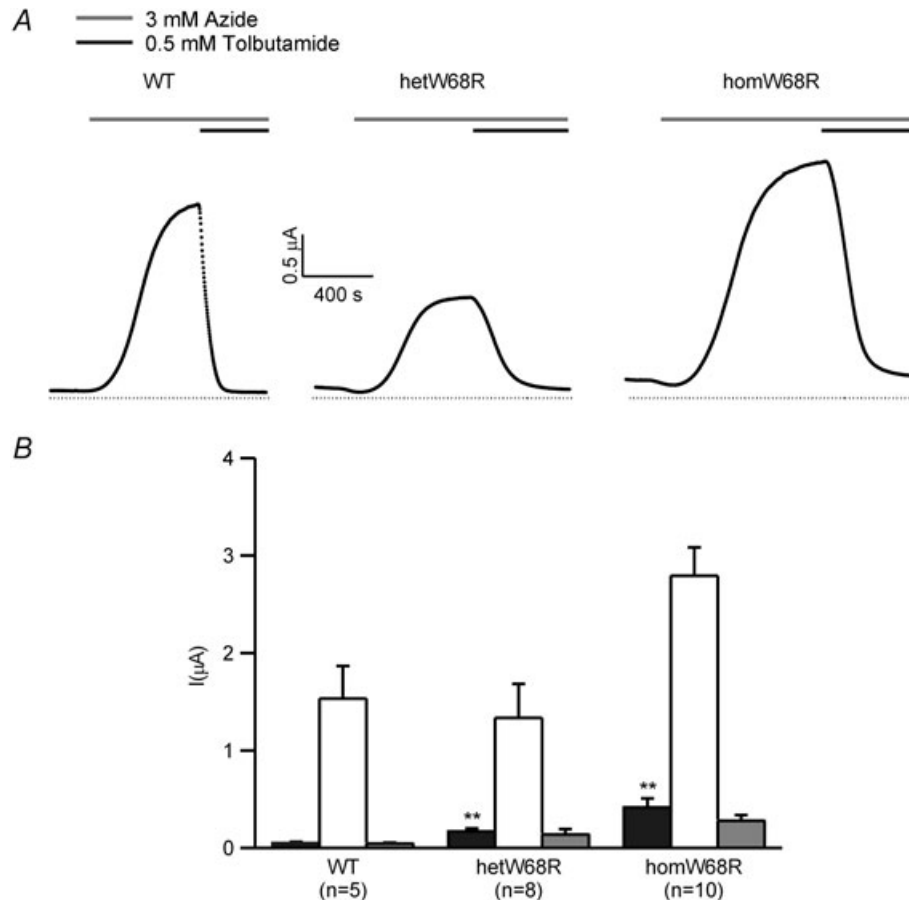 A
3 mM Azide
0.5 mM Tolbutamide
WT
hetW68R
homW68R
0.5 μA
400 s
B
4
3
2
1
0
I(μA)
**
**
WT
hetW68R
homW68R
(n=5)
(n=8)
(n=10)